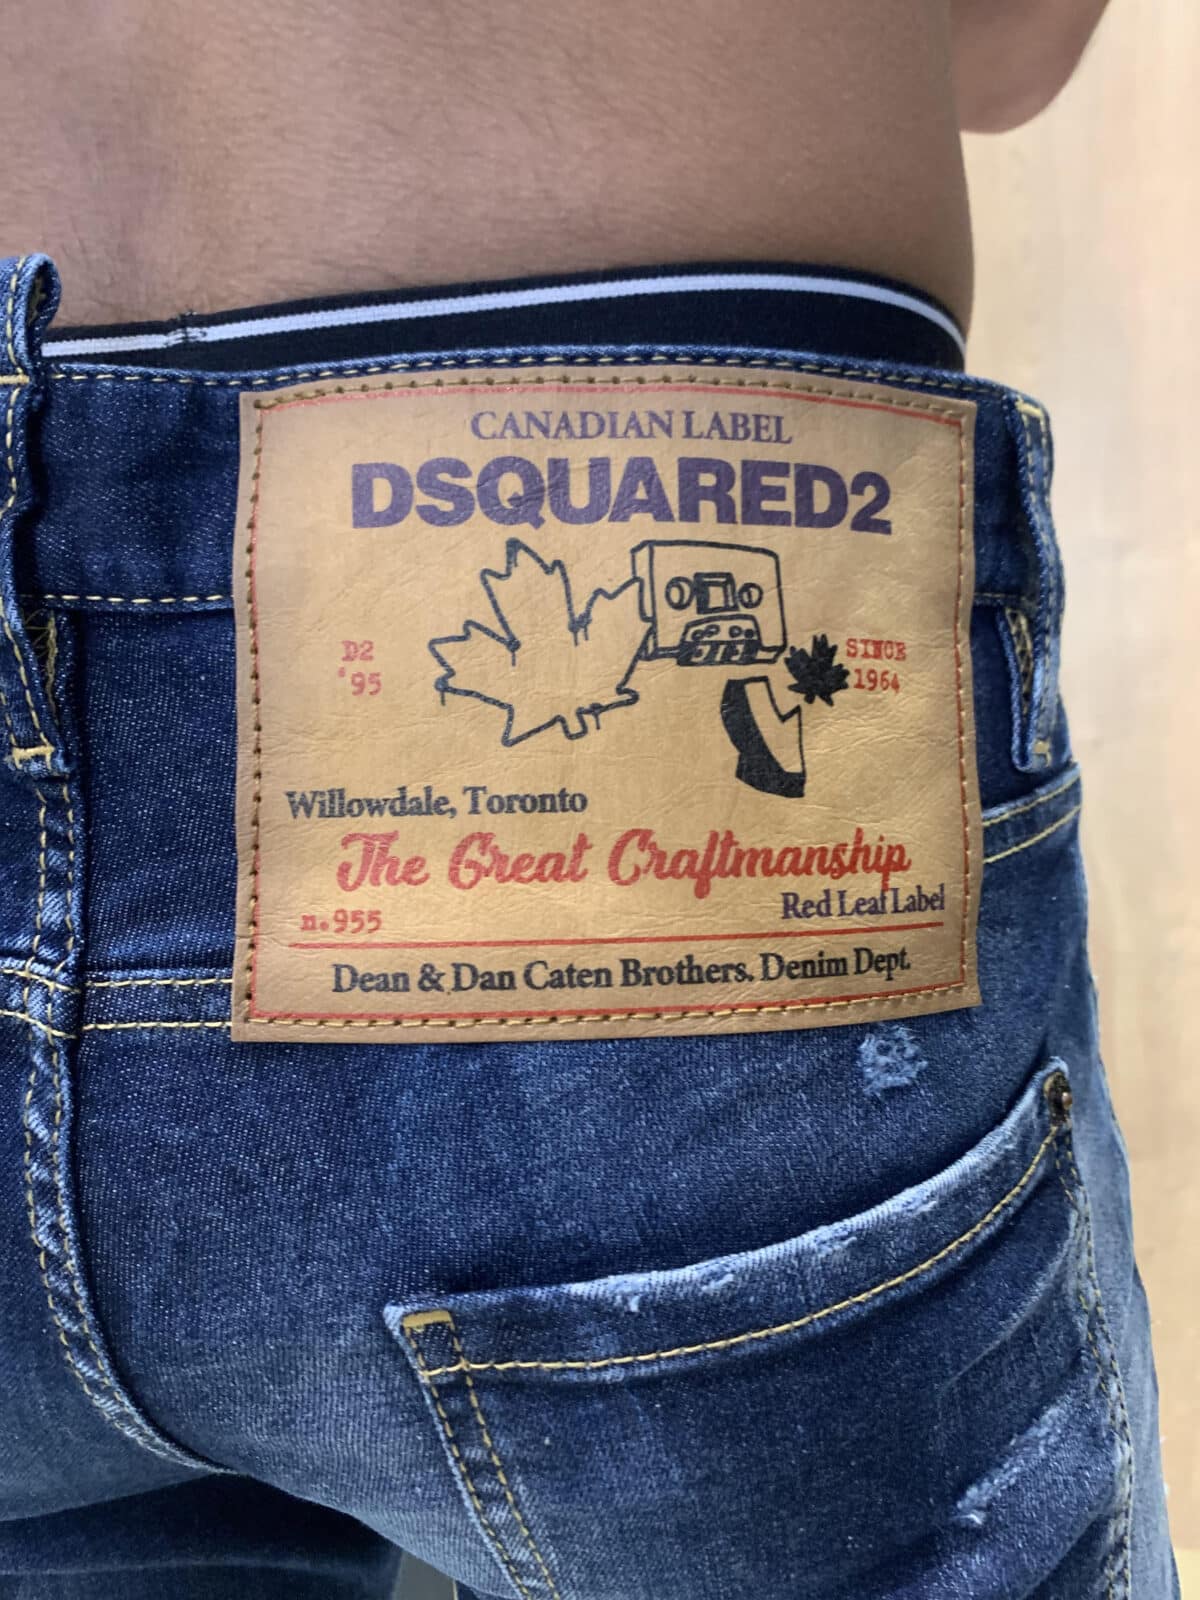 CANADIAN LABEL
DSQUARED2
D2
'95
SINCE
1964
Willowdale, Toronto
The Great Craftmanship
n.955
Red Leaf Label
Dean & Dan Caten Brothers. Denim Dept.